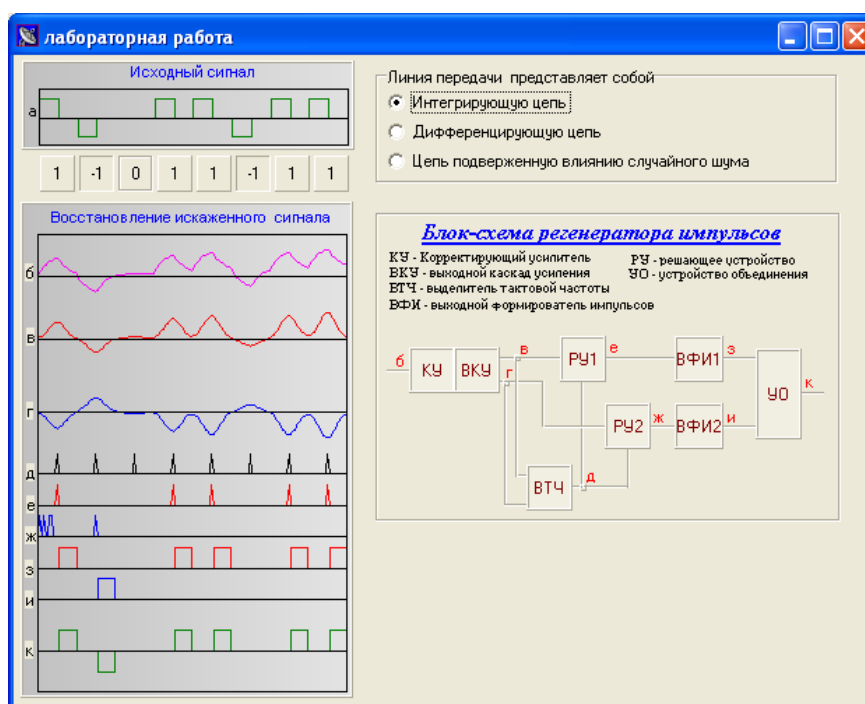 лабораторная работа
Исходный сигнал
а
1 -1 0 1 1 -1 1 1
Восстановление искаженного сигнала
б
в
г
д
е
ж
з
и
к
Линия передачи представляет собой
Интегрирующую цепь
Дифференцирующую цепь
Цепь подверженную влиянию случайного шума
Блок-схема регенератора импульсов
КУ - Корректирующий усилитель
ВКУ - выходной каскад усиления
ВТЧ - выделитель тактовой частоты
ВФИ - выходной формирователь импульсов
РУ - решающее устройство
УО - устройство объединения
б КУ ВКУ в г РУ1 е ВФИ1 з УО к
РУ2 ж ВФИ2 и
ВТЧ д